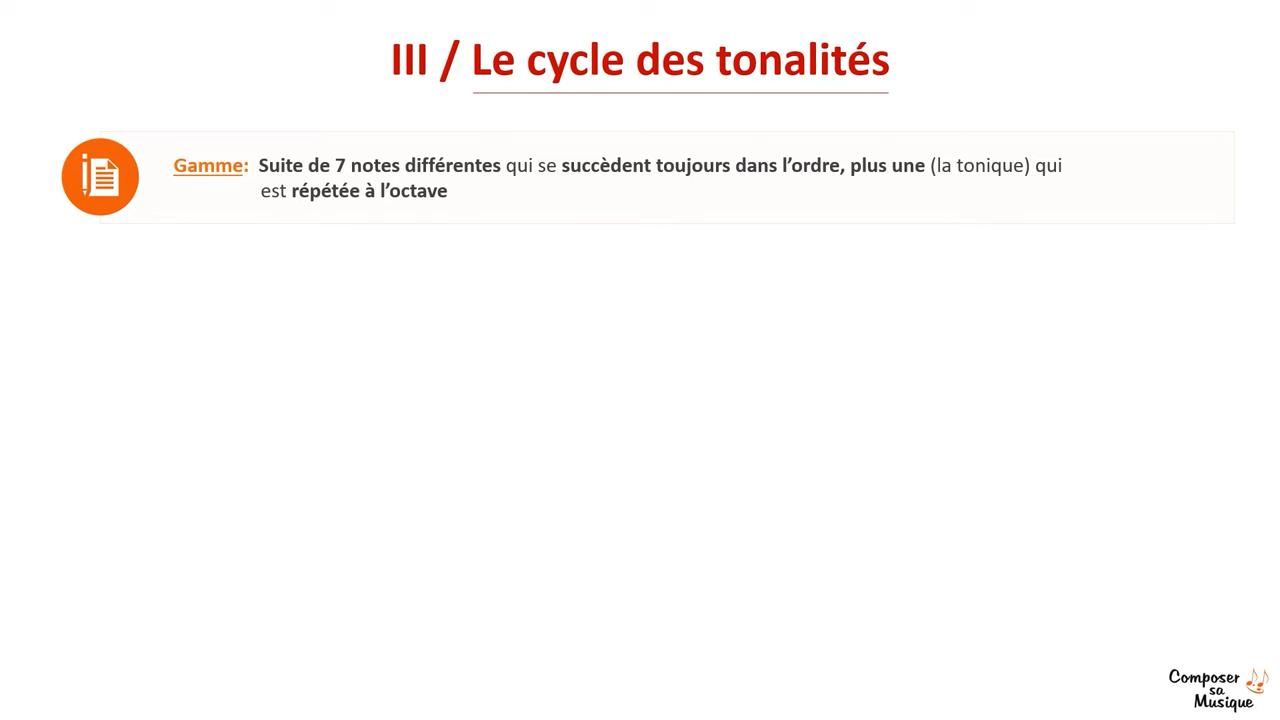 III / Le cycle des tonalités
Gamme: Suite de 7 notes différentes qui se succèdent toujours dans l’ordre, plus une (la tonique) qui
est répétée à l’octave
Composer
sa
Musique